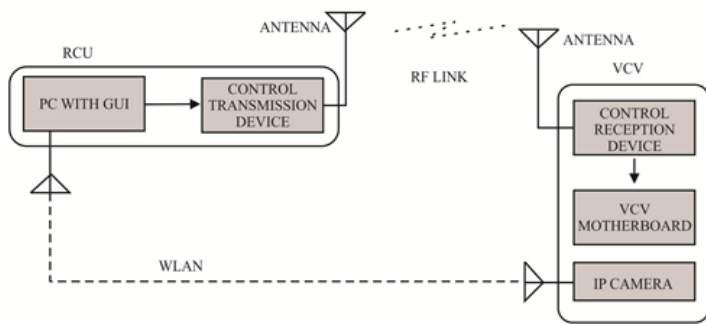 ANTENNA
ANTENNA
RCU
RF LINK
VCV
PC WITH GUI
CONTROL
TRANSMISSION
DEVICE
CONTROL
RECEPTION
DEVICE
VCV
MOTHERBOARD
WLAN
IP CAMERA